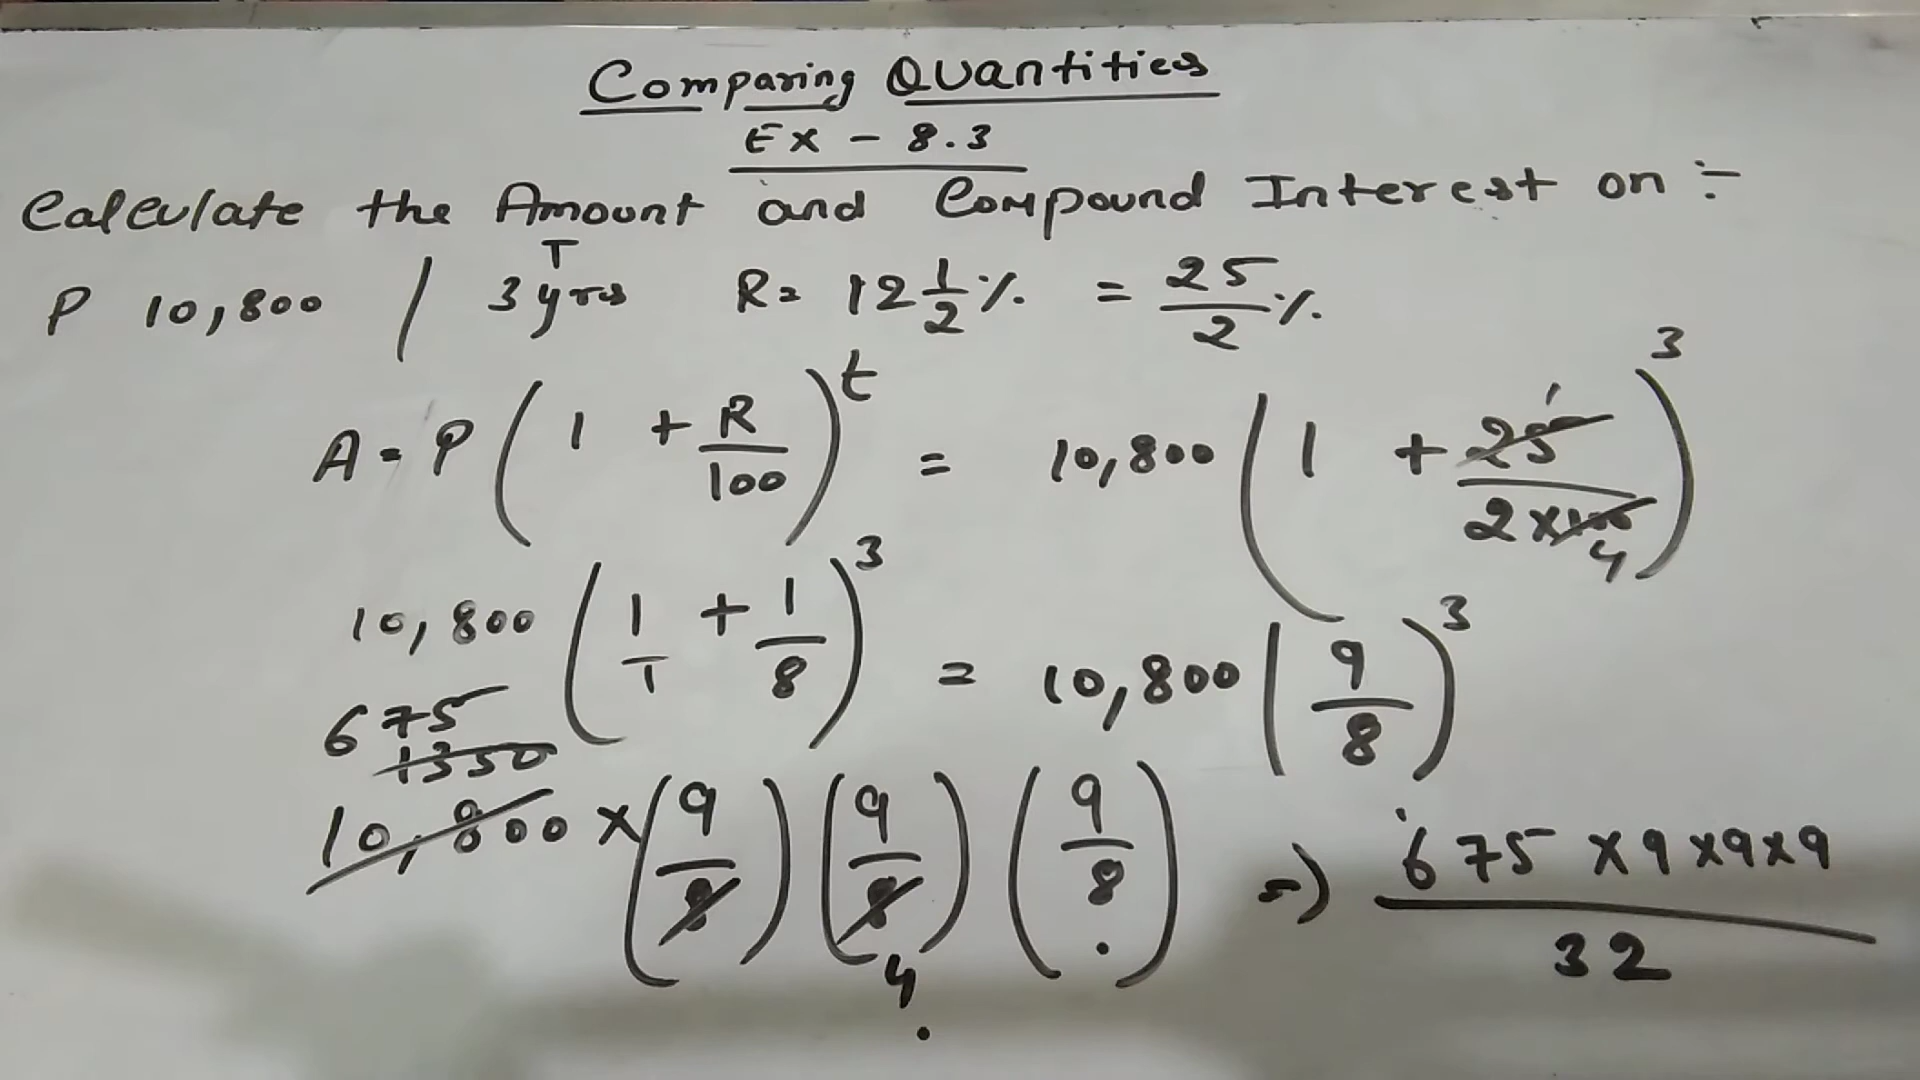 Comparing Quantities
Ex - 8.3
Calculate the Amount and Compound Interest on :-
P 10,800 / 3 yrs T R= 12 1/2 % = 25/2 %
A = P ( 1 + R/100 )^t = 10,800 ( 1 + 25/2×100 )^3 1 4
10,800 ( 1/1 + 1/8 )^3 = 10,800 ( 9/8 )^3
675
1350
10,800 × ( 9/8 ) ( 9/8 ) ( 9/8 ) => 675 × 9 × 9 × 9 / 32
4